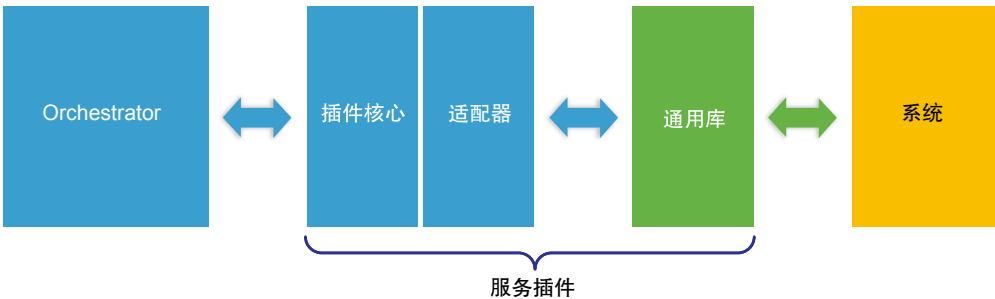 Orchestrator
插件核心
适配器
通用库
系统
服务插件